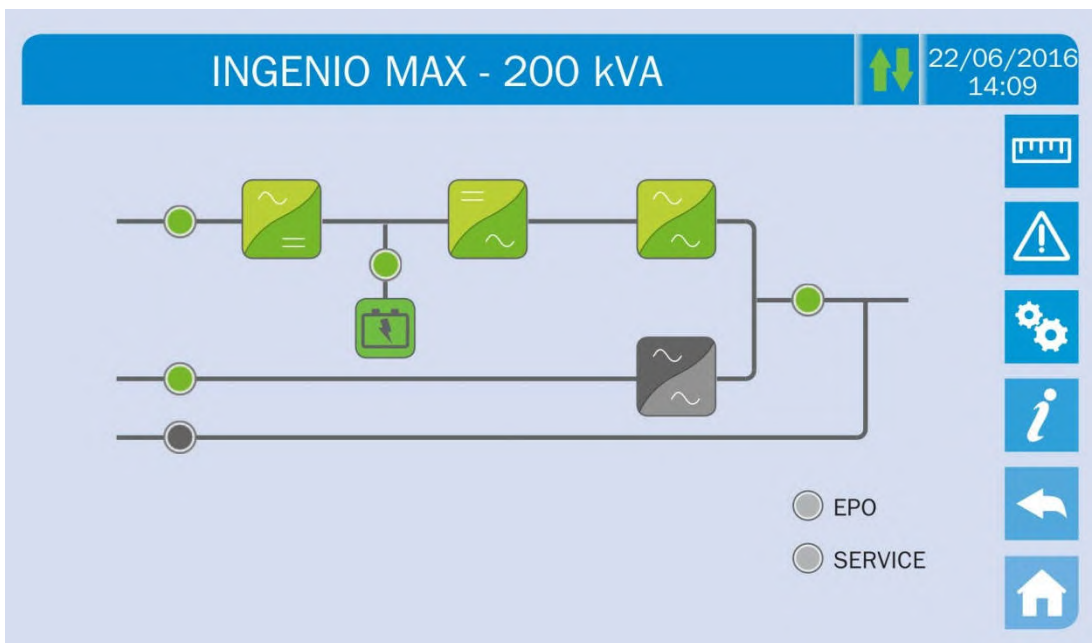 INGENIO MAX - 200 kVA
22/06/2016
14:09
EPO
SERVICE